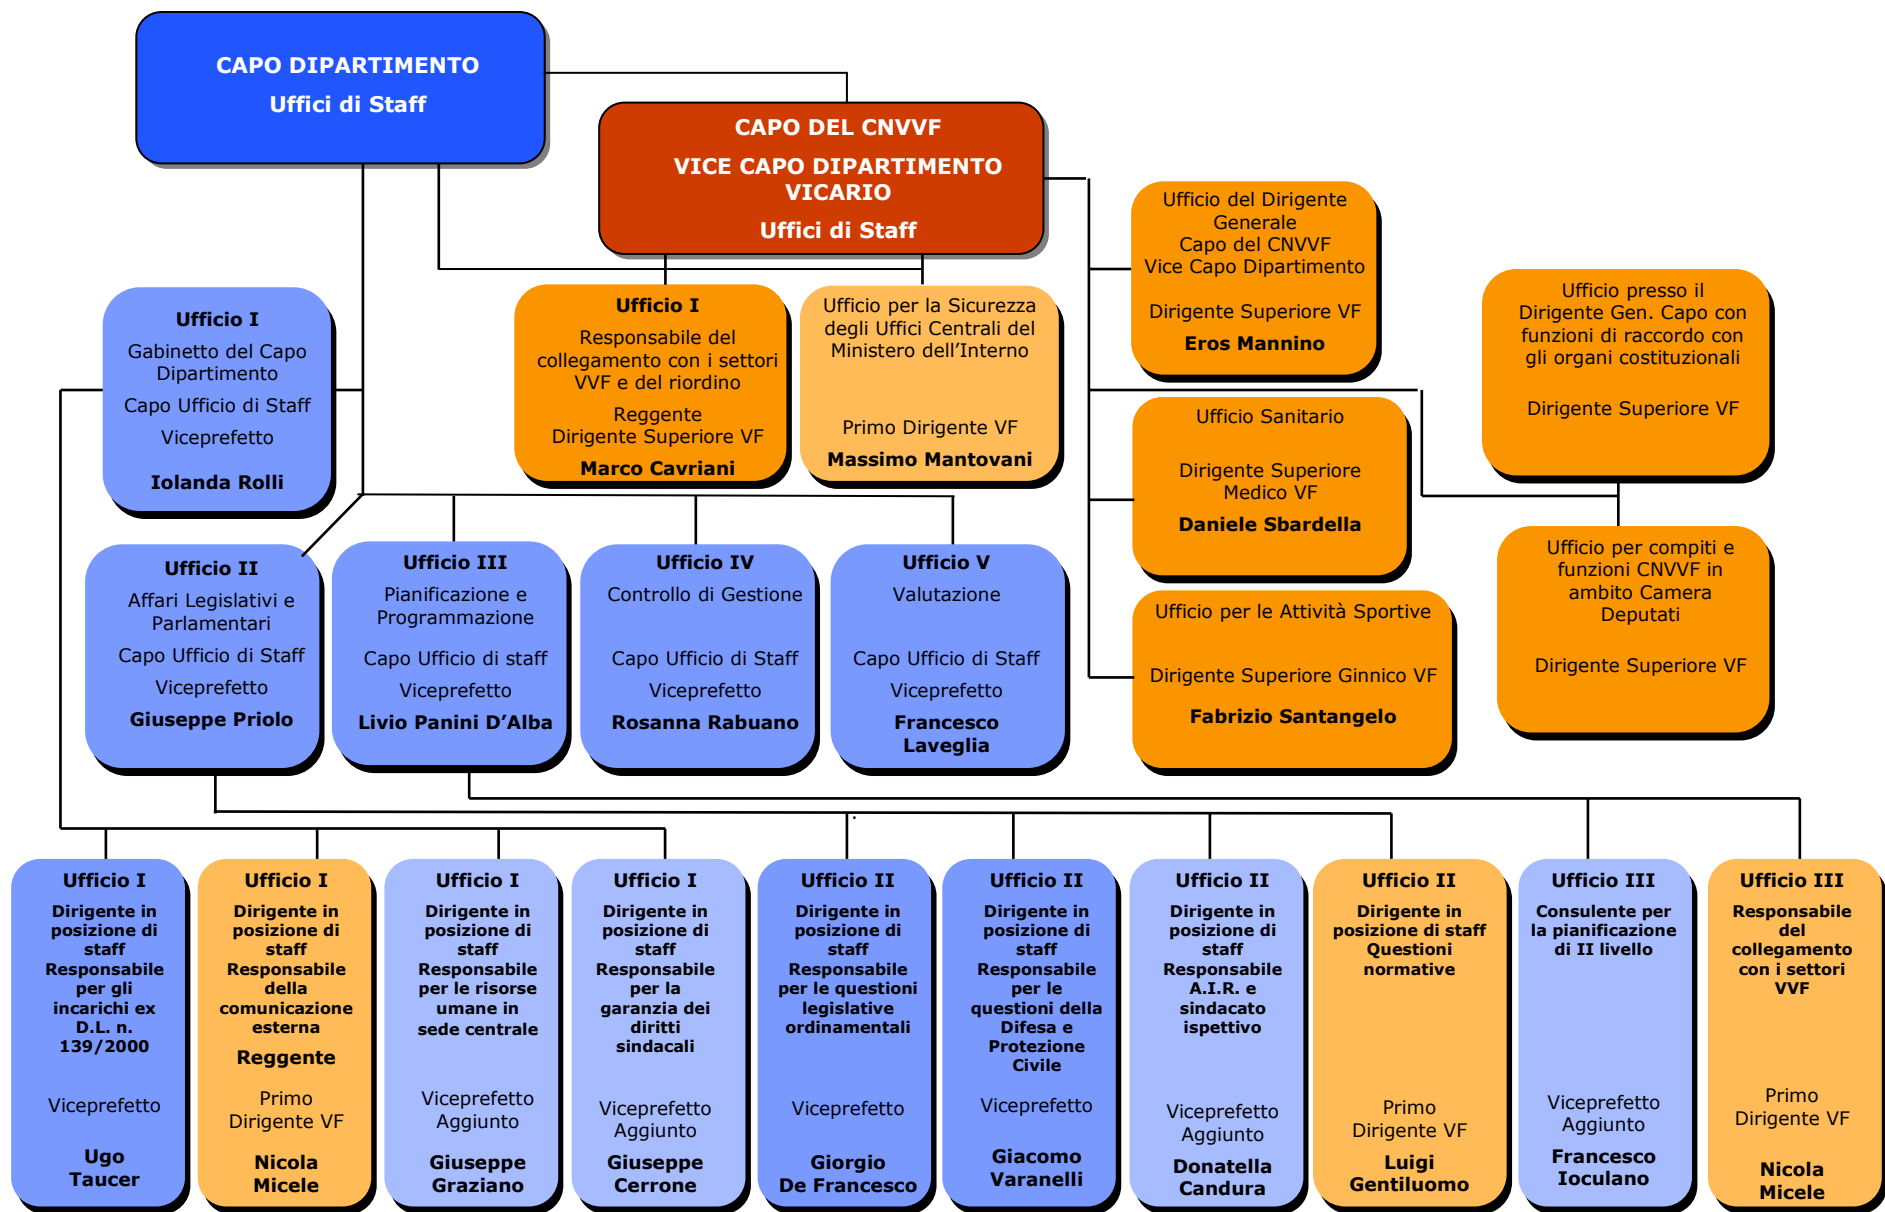 CAPO DIPARTIMENTO
Uffici di Staff
CAPO DEL CNVVF
VICE CAPO DIPARTIMENTO
VICARIO
Uffici di Staff
Ufficio del Dirigente
Generale
Capo del CNVVF
Vice Capo Dipartimento
Dirigente Superiore VF
Eros Mannino
Ufficio presso il
Dirigente Gen. Capo con
funzioni di raccordo con
gli organi costituzionali
Dirigente Superiore VF
Ufficio I
Gabinetto del Capo
Dipartimento
Capo Ufficio di Staff
Viceprefetto
Iolanda Rolli
Ufficio I
Responsabile del
collegamento con i settori
VVF e del riordino
Reggente
Dirigente Superiore VF
Marco Cavriani
Ufficio per la Sicurezza
degli Uffici Centrali del
Ministero dell'Interno
Primo Dirigente VF
Massimo Mantovani
Ufficio Sanitario
Dirigente Superiore
Medico VF
Daniele Sbardella
Ufficio per compiti e
funzioni CNVVF in
ambito Camera
Deputati
Dirigente Superiore VF
Ufficio per le Attività Sportive
Dirigente Superiore Ginnico VF
Fabrizio Santangelo
Ufficio II
Affari Legislativi e
Parlamentari
Capo Ufficio di Staff
Viceprefetto
Giuseppe Priolo
Ufficio III
Pianificazione e
Programmazione
Capo Ufficio di staff
Viceprefetto
Livio Panini D'Alba
Ufficio IV
Controllo di Gestione
Capo Ufficio di Staff
Viceprefetto
Rosanna Rabuano
Ufficio V
Valutazione
Capo Ufficio di Staff
Viceprefetto
Francesco
Laveglia
Ufficio I
Dirigente in
posizione di
staff
Responsabile
per gli
incarichi ex
D.L. n.
139/2000
Viceprefetto
Ugo
Taucer
Ufficio I
Dirigente in
posizione di
staff
Responsabile
della
comunicazione
esterna
Reggente
Primo
Dirigente VF
Nicola
Micele
Ufficio I
Dirigente in
posizione di
staff
Responsabile
per le risorse
umane in
sede centrale
Viceprefetto
Aggiunto
Giuseppe
Graziano
Ufficio I
Dirigente in
posizione di
staff
Responsabile
per la
garanzia dei
diritti
sindacali
Viceprefetto
Aggiunto
Giuseppe
Cerrone
Ufficio II
Dirigente in
posizione di
staff
Responsabile
per le questioni
legislative
ordinamentali
Viceprefetto
Giorgio
De Francesco
Ufficio II
Dirigente in
posizione di
staff
Responsabile
per le
questioni della
Difesa e
Protezione
Civile
Viceprefetto
Giacomo
Varanelli
Ufficio II
Dirigente in
posizione di
staff
Responsabile
A.I.R. e
sindacato
ispettivo
Viceprefetto
Aggiunto
Donatella
Candura
Ufficio II
Dirigente in
posizione di staff
Questioni
normative
Primo
Dirigente VF
Luigi
Gentiluomo
Ufficio III
Consulente per
la pianificazione
di II livello
Viceprefetto
Aggiunto
Francesco
Ioculano
Ufficio III
Responsabile
del
collegamento
con i settori
VVF
Primo
Dirigente VF
Nicola
Micele